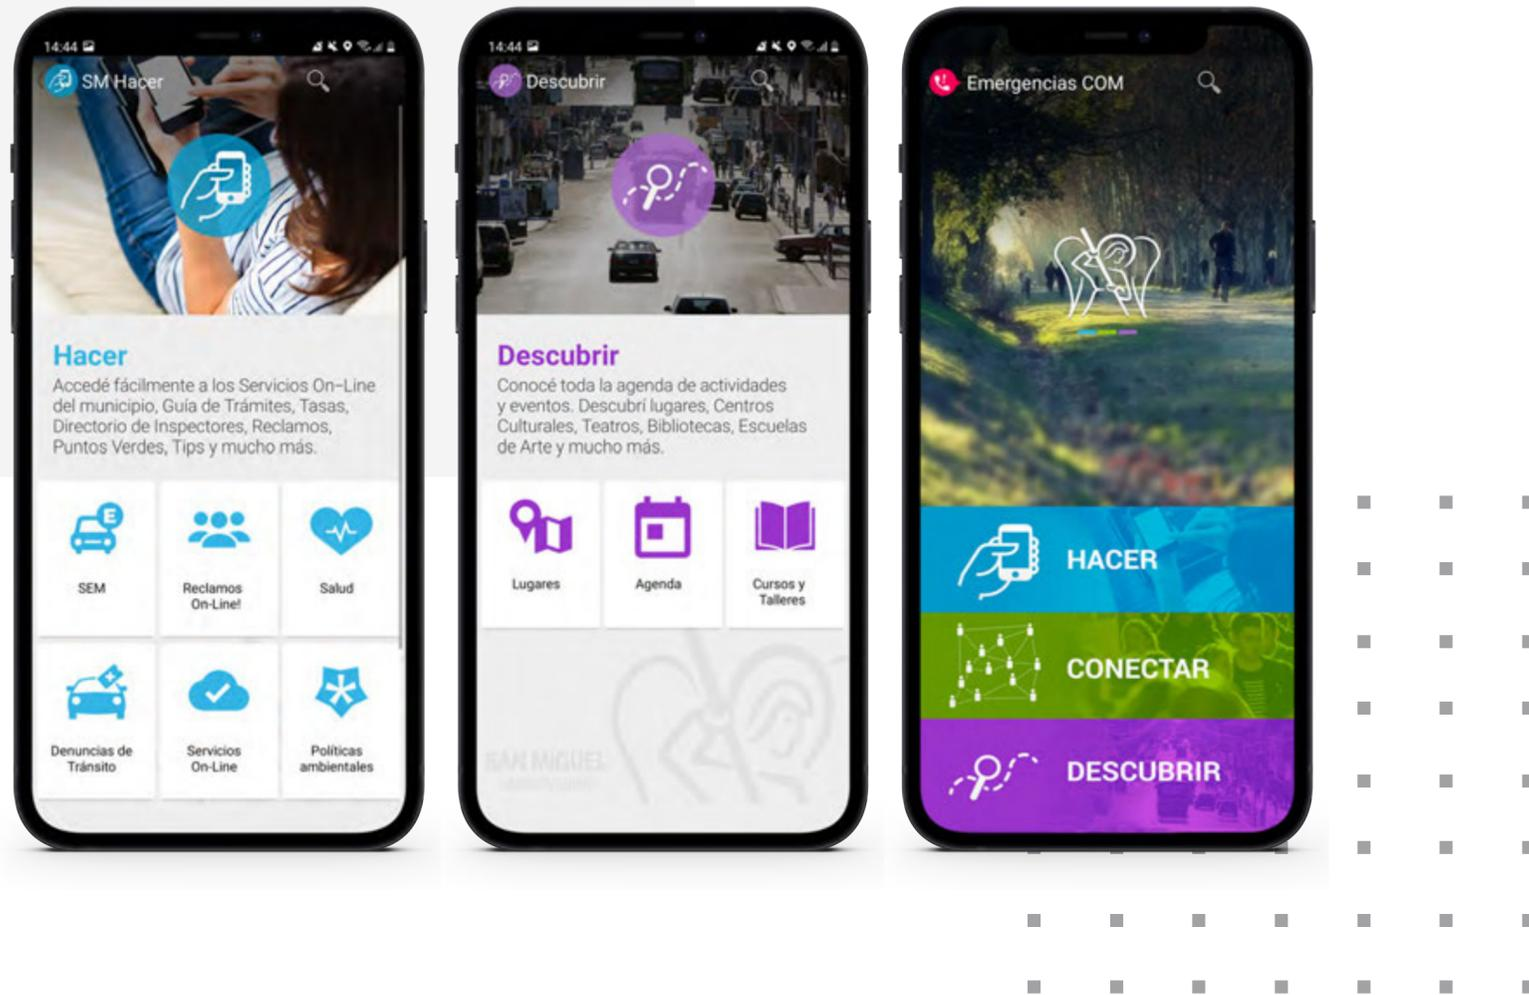 14:44
SM Hacer
Hacer
Accedé fácilmente a los Servicios On-Line
del municipio, Guía de Trámites, Tasas,
Directorio de Inspectores, Reclamos,
Puntos Verdes, Tips y mucho más.
E
SEM
Reclamos
On-Line!
Salud
Denuncias de
Tránsito
Servicios
On-Line
Políticas
ambientales
14:44
Descubrir
Descubrir
Conocé toda la agenda de actividades
y eventos. Descubrí lugares, Centros
Culturales, Teatros, Bibliotecas, Escuelas
de Arte y mucho más.
Lugares
Agenda
Cursos y
Talleres
SAN MIGUEL
Emergencias COM
HACER
CONECTAR
DESCUBRIR